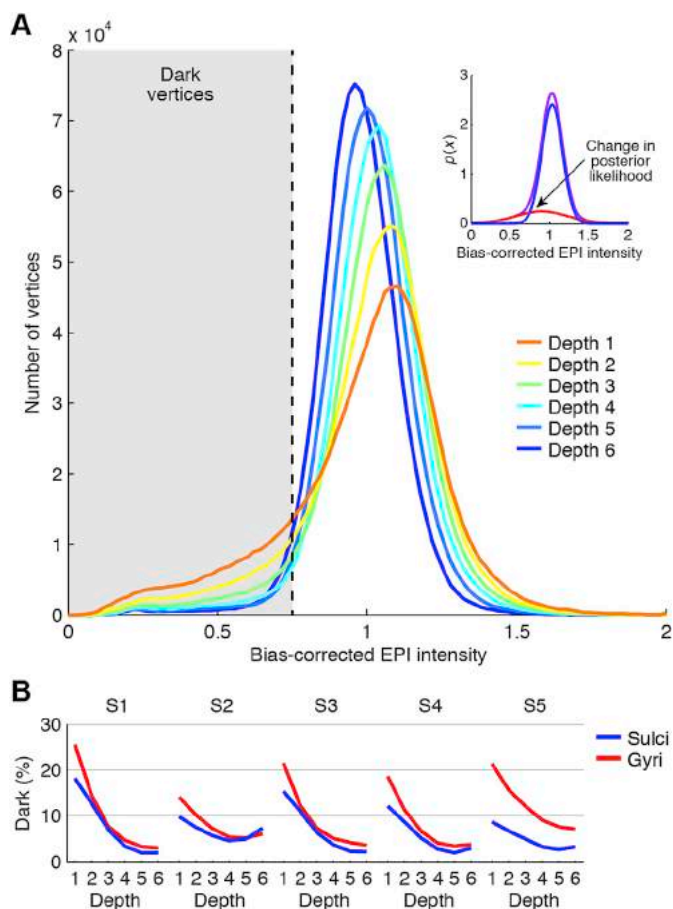 A
× 10⁴
8
7
6
5
4
3
2
1
0
Number of vertices
Dark
vertices
0
0.5
1
1.5
2
Bias-corrected EPI intensity
3
2
1
0
p(x)
Change in
posterior
likelihood
0 0.5 1 1.5 2
Bias-corrected EPI intensity
Depth 1
Depth 2
Depth 3
Depth 4
Depth 5
Depth 6
B
S1 S2 S3 S4 S5
30
20
10
0
Dark (%)
Sulci
Gyri
1 2 3 4 5 6 1 2 3 4 5 6 1 2 3 4 5 6 1 2 3 4 5 6 1 2 3 4 5 6
Depth Depth Depth Depth Depth